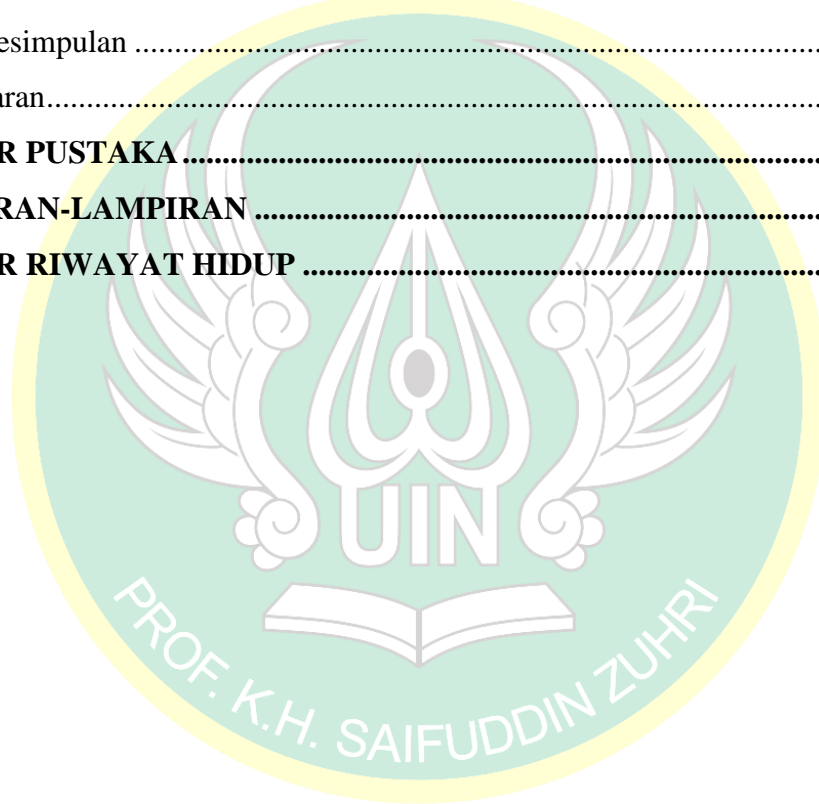 esimpulan ......................................................................................
aran.................................................................................................
R PUSTAKA................................................................................
RAN-LAMPIRAN .......................................................................
R RIWAYAT HIDUP .................................................................
UIN
PROF. K.H. SAIFUDDIN ZUHRI